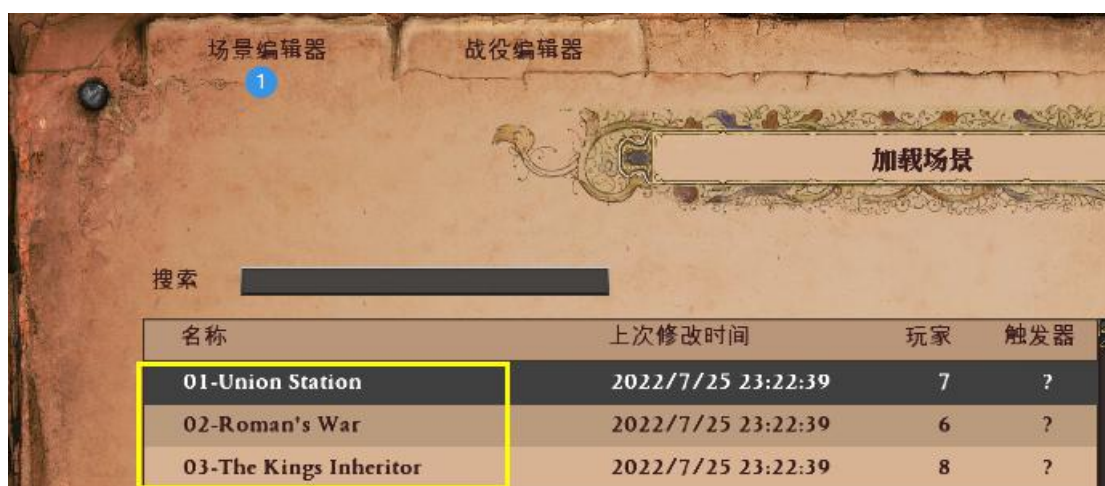 场景编辑器 战役编辑器
1
加载场景
搜索
名称 上次修改时间 玩家 触发器
01-Union Station 2022/7/25 23:22:39 7 ?
02-Roman's War 2022/7/25 23:22:39 6 ?
03-The Kings Inheritor 2022/7/25 23:22:39 8 ?